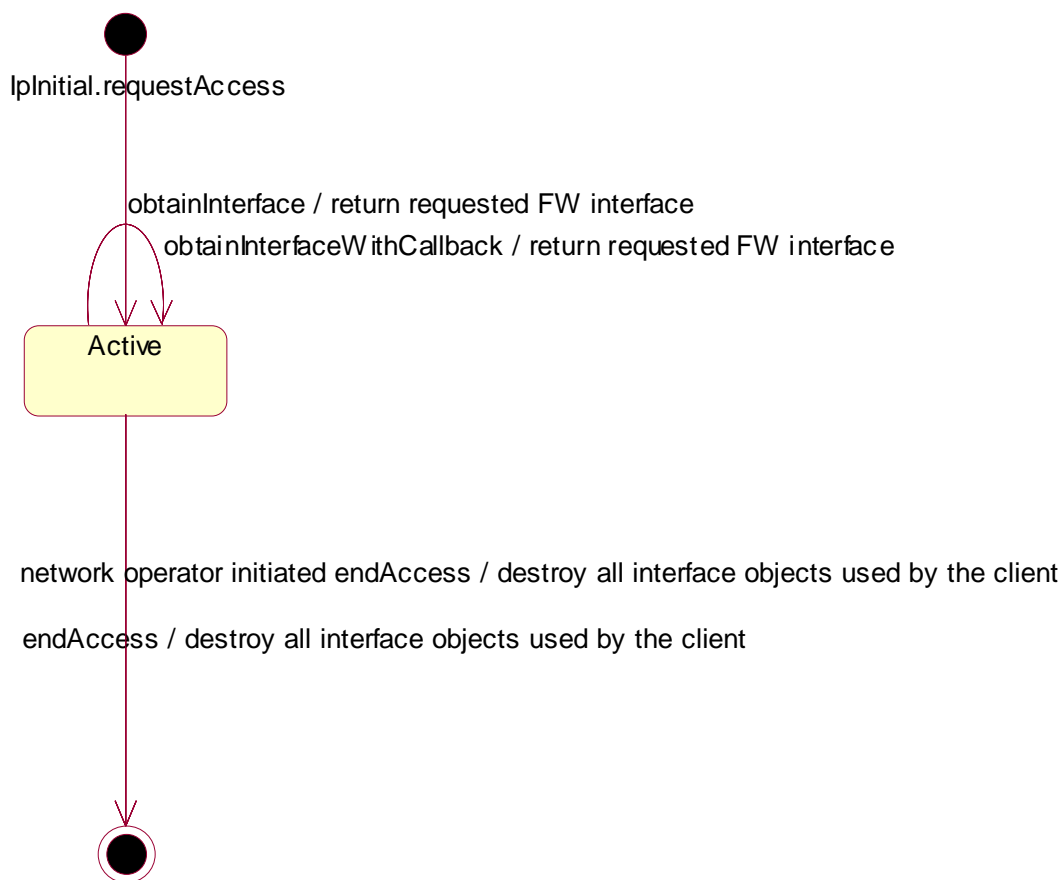 IpInitial.requestAccess
obtainInterface / return requested FW interface
obtainInterfaceWithCallback / return requested FW interface
Active
network operator initiated endAccess / destroy all interface objects used by the client
endAccess / destroy all interface objects used by the client